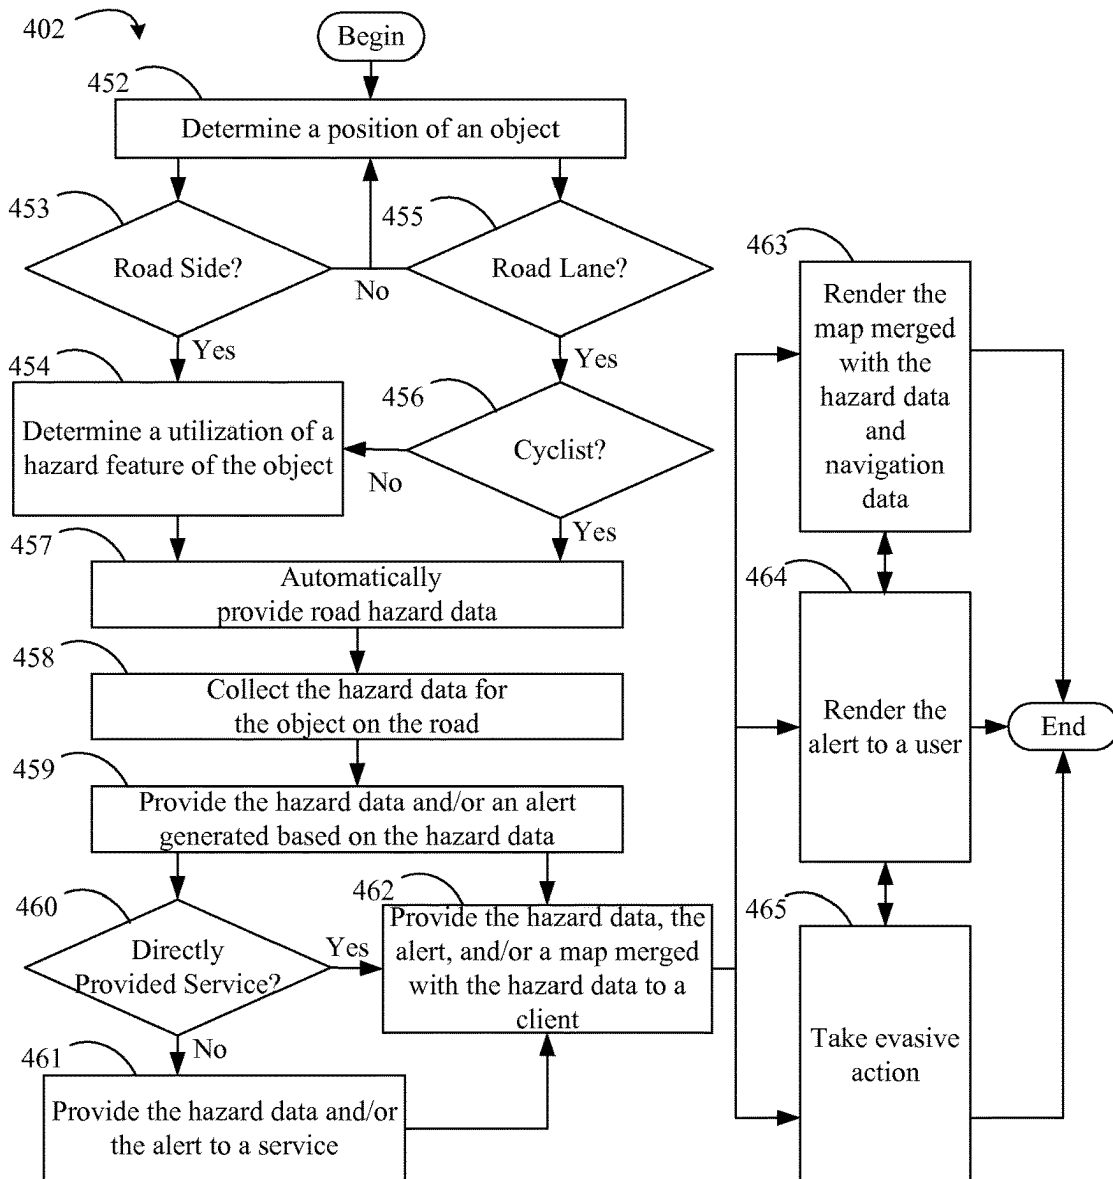 402
Begin
452
Determine a position of an object
453
Road Side?
No
455
Road Lane?
Yes
Yes
454
Determine a utilization of a
hazard feature of the object
456
Cyclist?
No
Yes
457
Automatically
provide road hazard data
458
Collect the hazard data for
the object on the road
459
Provide the hazard data and/or an alert
generated based on the hazard data
460
Directly
Provided Service?
Yes
No
461
Provide the hazard data and/or
the alert to a service
462
Provide the hazard data, the
alert, and/or a map merged
with the hazard data to a
client
463
Render the
map merged
with the
hazard data
and
navigation
data
464
Render the
alert to a user
465
Take evasive
action
End